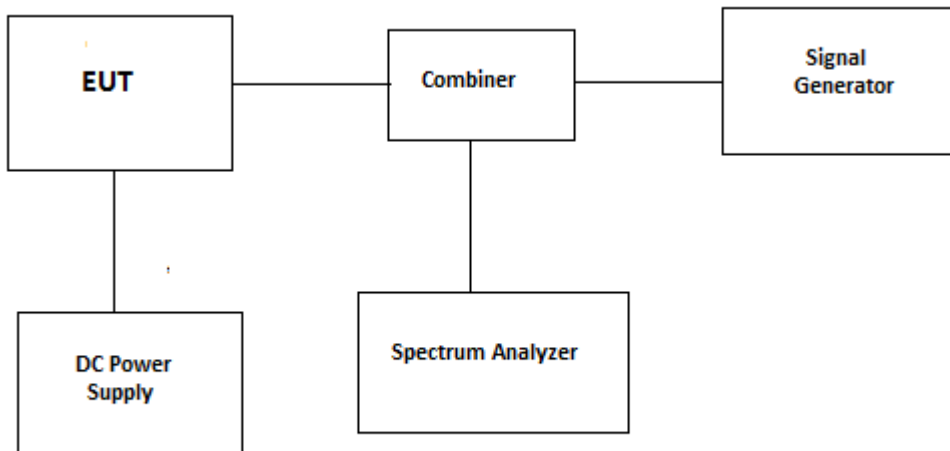 EUT
Combiner
Signal
Generator
DC Power
Supply
Spectrum Analyzer